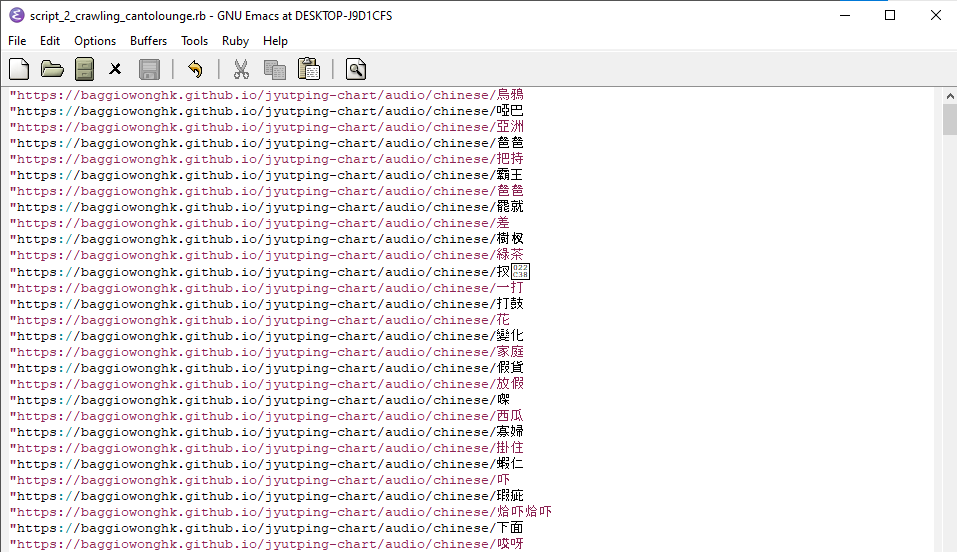 script_2_crawling_cantolounge.rb - GNU Emacs at DESKTOP-J9D1CFS
File Edit Options Buffers Tools Ruby Help
"https://baggiowonghk.github.io/jyutping-chart/audio/chinese/烏鴉
"https://baggiowonghk.github.io/jyutping-chart/audio/chinese/啞巴
"https://baggiowonghk.github.io/jyutping-chart/audio/chinese/亞洲
"https://baggiowonghk.github.io/jyutping-chart/audio/chinese/爸爸
"https://baggiowonghk.github.io/jyutping-chart/audio/chinese/把持
"https://baggiowonghk.github.io/jyutping-chart/audio/chinese/霸王
"https://baggiowonghk.github.io/jyutping-chart/audio/chinese/爸爸
"https://baggiowonghk.github.io/jyutping-chart/audio/chinese/罷就
"https://baggiowonghk.github.io/jyutping-chart/audio/chinese/差
"https://baggiowonghk.github.io/jyutping-chart/audio/chinese/樹杈
"https://baggiowonghk.github.io/jyutping-chart/audio/chinese/綠茶
"https://baggiowonghk.github.io/jyutping-chart/audio/chinese/扠
"https://baggiowonghk.github.io/jyutping-chart/audio/chinese/一打
"https://baggiowonghk.github.io/jyutping-chart/audio/chinese/打鼓
"https://baggiowonghk.github.io/jyutping-chart/audio/chinese/花
"https://baggiowonghk.github.io/jyutping-chart/audio/chinese/變化
"https://baggiowonghk.github.io/jyutping-chart/audio/chinese/家庭
"https://baggiowonghk.github.io/jyutping-chart/audio/chinese/假貨
"https://baggiowonghk.github.io/jyutping-chart/audio/chinese/放假
"https://baggiowonghk.github.io/jyutping-chart/audio/chinese/㗎
"https://baggiowonghk.github.io/jyutping-chart/audio/chinese/西瓜
"https://baggiowonghk.github.io/jyutping-chart/audio/chinese/寡婦
"https://baggiowonghk.github.io/jyutping-chart/audio/chinese/掛住
"https://baggiowonghk.github.io/jyutping-chart/audio/chinese/蝦仁
"https://baggiowonghk.github.io/jyutping-chart/audio/chinese/吓
"https://baggiowonghk.github.io/jyutping-chart/audio/chinese/瑕疵
"https://baggiowonghk.github.io/jyutping-chart/audio/chinese/烚吓烚吓
"https://baggiowonghk.github.io/jyutping-chart/audio/chinese/下面
"https://baggiowonghk.github.io/jyutping-chart/audio/chinese/咬呀